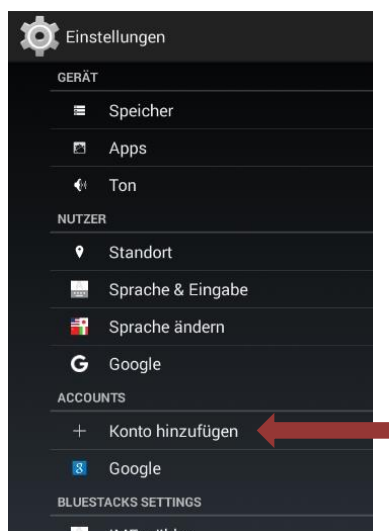 Einstellungen
GERÄT
Speicher
Apps
Ton
NUTZER
Standort
Sprache & Eingabe
Sprache ändern
Google
ACCOUNTS
Konto hinzufügen
Google
BLUESTACKS SETTINGS